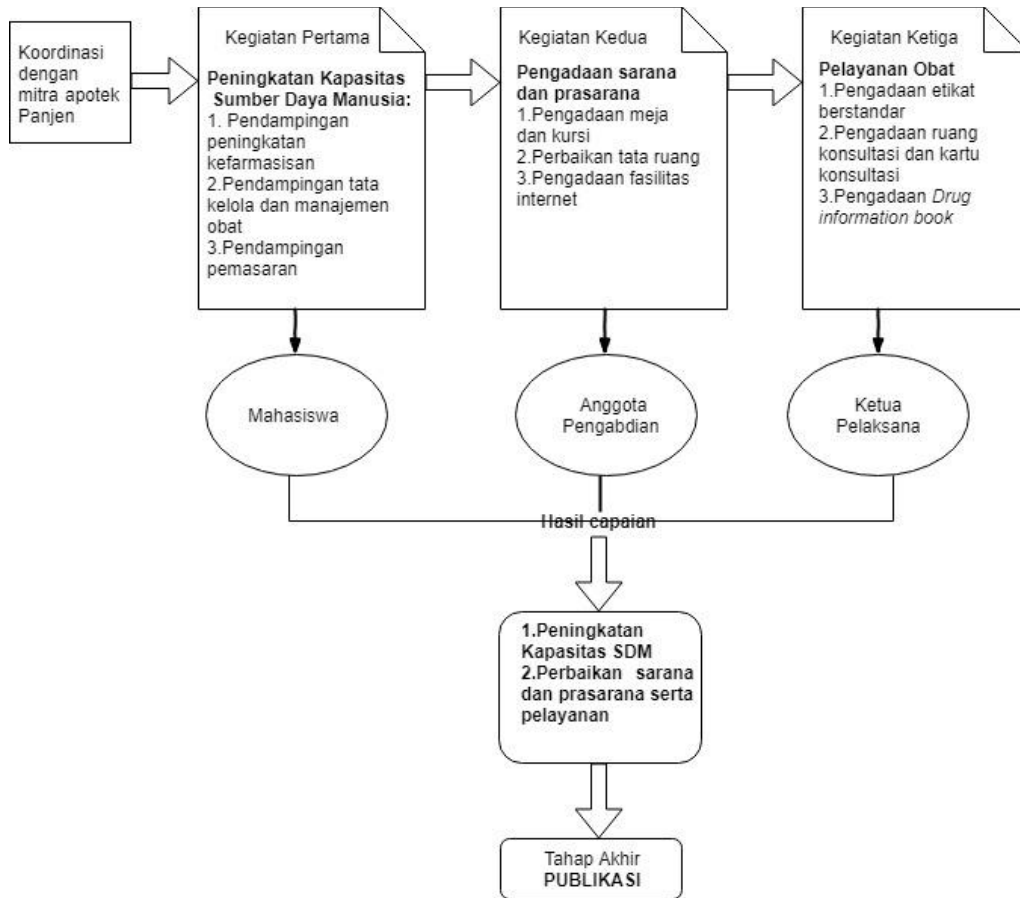 Koordinasi
dengan
mitra apotek
Panjen
Kegiatan Pertama
Peningkatan Kapasitas
Sumber Daya Manusia:
1. Pendampingan
peningkatan
kefarmasisan
2.Pendampingan tata
kelola dan manajemen
obat
3.Pendampingan
pemasaran
Kegiatan Kedua
Pengadaan sarana
dan prasarana
1.Pengadaan meja
dan kursi
2.Perbaikan tata ruang
3.Pengadaan fasilitas
internet
Kegiatan Ketiga
Pelayanan Obat
1.Pengadaan etikat
berstandar
2.Pengadaan ruang
konsultasi dan kartu
konsultasi
3.Pengadaan Drug
information book
Mahasiswa
Anggota
Pengabdian
Ketua
Pelaksana
Hasil capaian
1.Peningkatan
Kapasitas SDM
2.Perbaikan sarana
dan prasarana serta
pelayanan
Tahap Akhir
PUBLIKASI